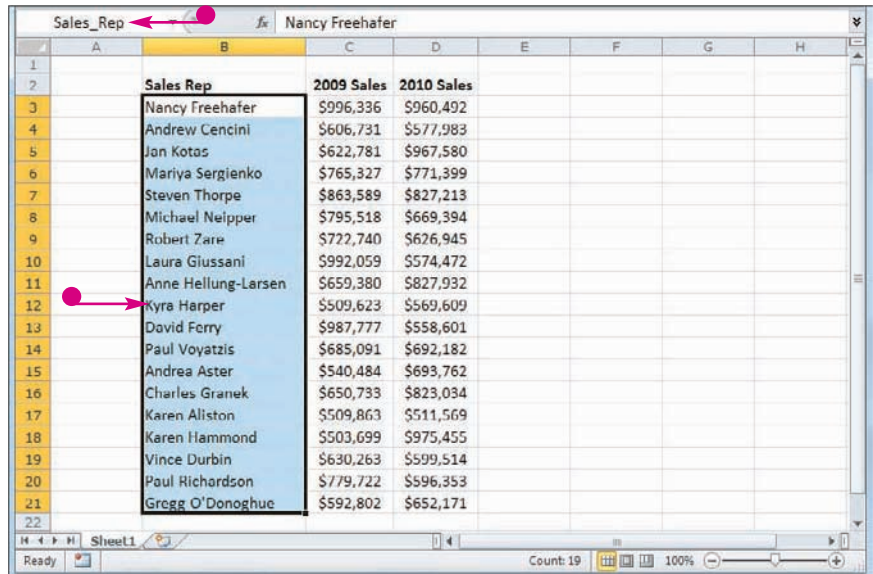 Sales_Rep fx Nancy Freehafer
A B C D E F G H
1
2 Sales Rep 2009 Sales 2010 Sales
3 Nancy Freehafer $996,336 $960,492
4 Andrew Cencini $606,731 $577,983
5 Jan Kotas $622,781 $967,580
6 Mariya Sergienko $765,327 $771,399
7 Steven Thorpe $863,589 $827,213
8 Michael Neipper $795,518 $669,394
9 Robert Zare $722,740 $626,945
10 Laura Giussani $992,059 $574,472
11 Anne Hellung-Larsen $659,380 $827,932
12 Kyra Harper $509,623 $569,609
13 David Ferry $987,777 $558,601
14 Paul Voyatzis $685,091 $692,182
15 Andrea Aster $540,484 $693,762
16 Charles Granek $650,733 $823,034
17 Karen Aliston $509,863 $511,569
18 Karen Hammond $503,699 $975,455
19 Vince Durbin $630,263 $599,514
20 Paul Richardson $779,722 $596,353
21 Gregg O'Donoghue $592,802 $652,171
22
Sheet1
Ready Count: 19 100%